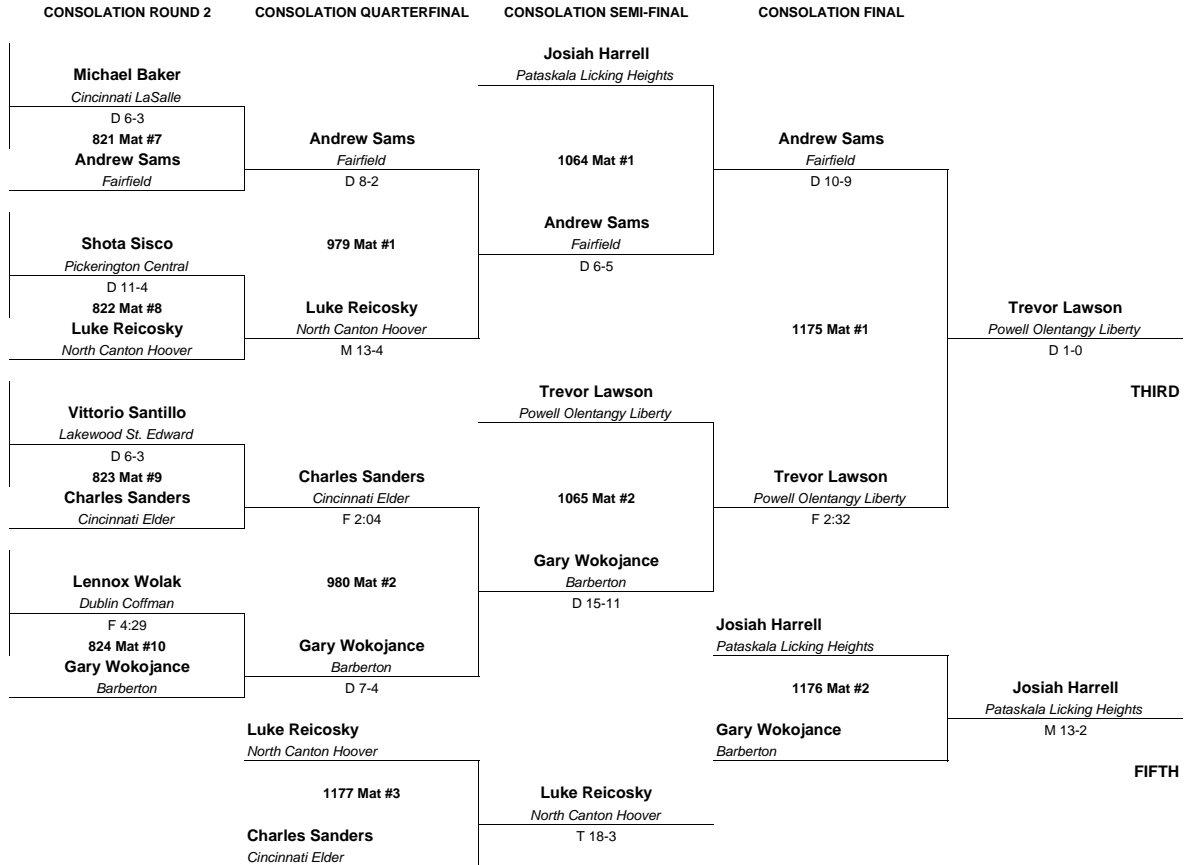 CONSOLATION ROUND 2 CONSOLATION QUARTERFINAL CONSOLATION SEMI-FINAL CONSOLATION FINAL
Michael Baker
Cincinnati LaSalle
D 6-3
821 Mat #7
Andrew Sams
Fairfield
Shota Sisco
Pickerington Central
D 11-4
822 Mat #8
Luke Reicosky
North Canton Hoover
Vittorio Santillo
Lakewood St. Edward
D 6-3
823 Mat #9
Charles Sanders
Cincinnati Elder
Lennox Wolak
Dublin Coffman
F 4:29
824 Mat #10
Gary Wokojance
Barberton
Andrew Sams
Fairfield
D 8-2
979 Mat #1
Luke Reicosky
North Canton Hoover
M 13-4
Charles Sanders
Cincinnati Elder
F 2:04
980 Mat #2
Gary Wokojance
Barberton
D 7-4
Luke Reicosky
North Canton Hoover
1177 Mat #3
Charles Sanders
Cincinnati Elder
Josiah Harrell
Pataskala Licking Heights
1064 Mat #1
Andrew Sams
Fairfield
D 6-5
Trevor Lawson
Powell Olentangy Liberty
1065 Mat #2
Gary Wokojance
Barberton
D 15-11
Luke Reicosky
North Canton Hoover
T 18-3
Andrew Sams
Fairfield
D 10-9
1175 Mat #1
Trevor Lawson
Powell Olentangy Liberty
F 2:32
Josiah Harrell
Pataskala Licking Heights
1176 Mat #2
Gary Wokojance
Barberton
Trevor Lawson
Powell Olentangy Liberty
D 1-0
THIRD
Josiah Harrell
Pataskala Licking Heights
M 13-2
FIFTH